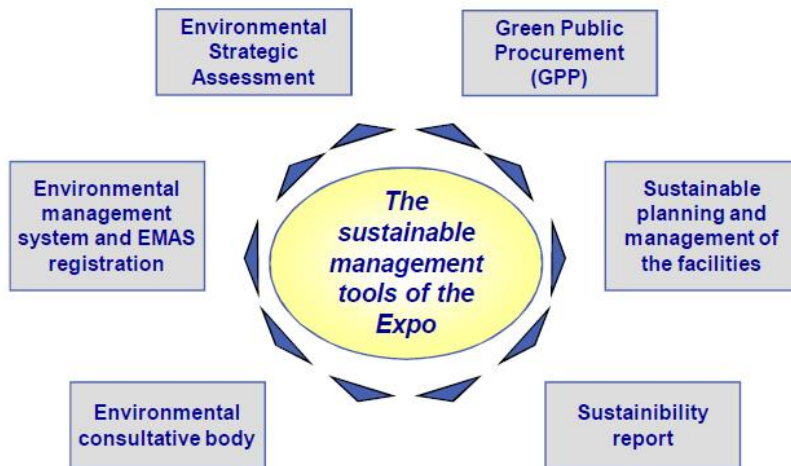 Environmental
Strategic
Assessment
Green Public
Procurement
(GPP)
Environmental
management
system and EMAS
registration
The
sustainable
management
tools of the
Expo
Sustainable
planning and
management of
the facilities
Environmental
consultative body
Sustainibility
report